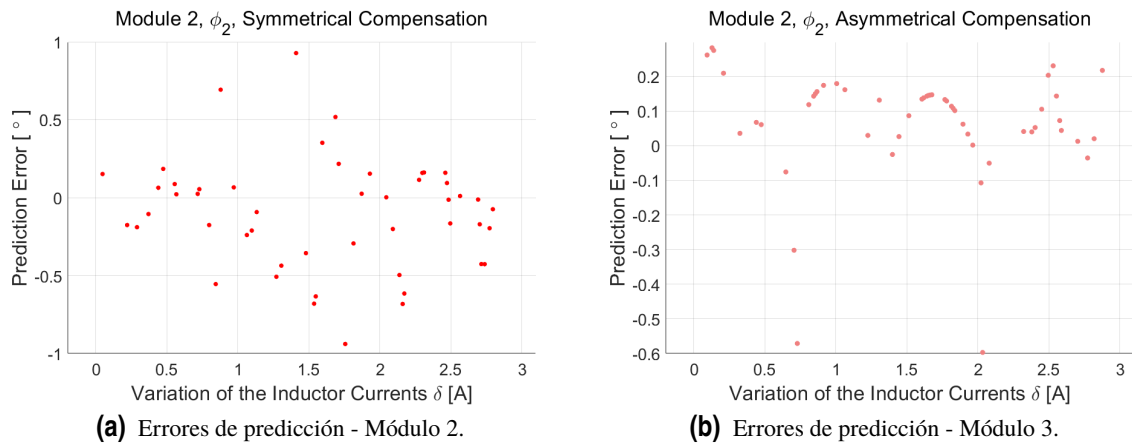 Module 2, ϕ2, Symmetrical Compensation
1
0.5
0
-0.5
-1
Prediction Error [ ° ]
0 0.5 1 1.5 2 2.5 3
Variation of the Inductor Currents δ [A]
(a) Errores de predicción - Módulo 2.
Module 2, ϕ2, Asymmetrical Compensation
0.2
0.1
0
-0.1
-0.2
-0.3
-0.4
-0.5
-0.6
Prediction Error [ ° ]
0 0.5 1 1.5 2 2.5 3
Variation of the Inductor Currents δ [A]
(b) Errores de predicción - Módulo 3.